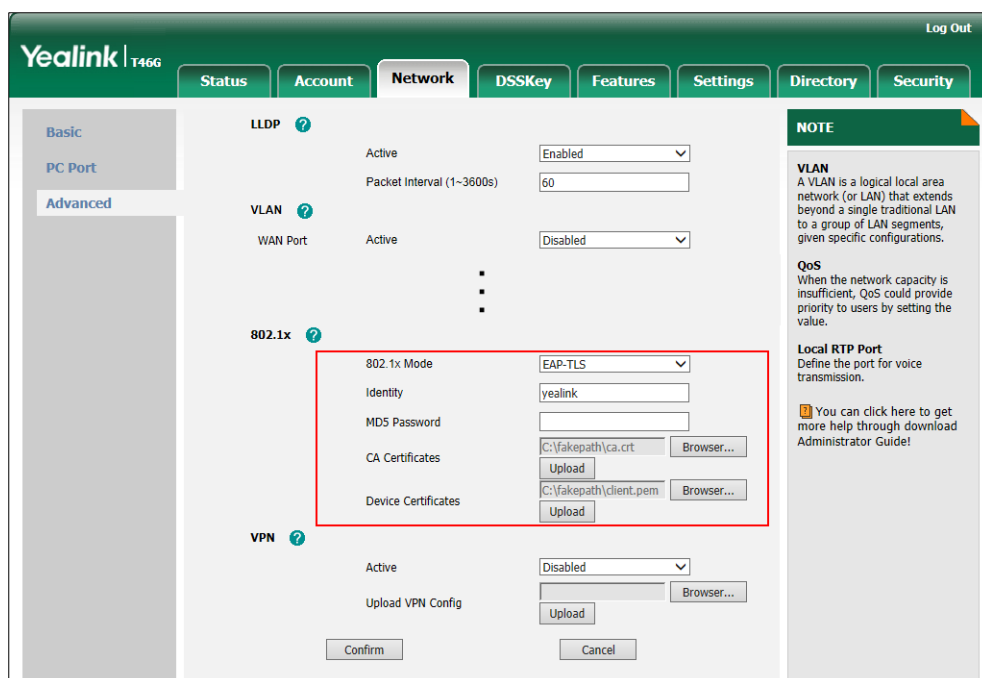 Log Out
Yealink | T46G
Status Account Network DSSKey Features Settings Directory Security
Basic
PC Port
Advanced
LLDP ?
Active Enabled
Packet Interval (1~3600s) 60
VLAN ?
WAN Port Active Disabled
802.1x ?
802.1x Mode EAP-TLS
Identity yealink
MD5 Password
CA Certificates C:\fakepath\ca.crt Browser...
Upload
Device Certificates C:\fakepath\client.pem Browser...
Upload
VPN ?
Active Disabled
Upload VPN Config Browser...
Upload
Confirm Cancel
NOTE
VLAN
A VLAN is a logical local area
network (or LAN) that extends
beyond a single traditional LAN
to a group of LAN segments,
given specific configurations.
QoS
When the network capacity is
insufficient, QoS could provide
priority to users by setting the
value.
Local RTP Port
Define the port for voice
transmission.
? You can click here to get
more help through download
Administrator Guide!